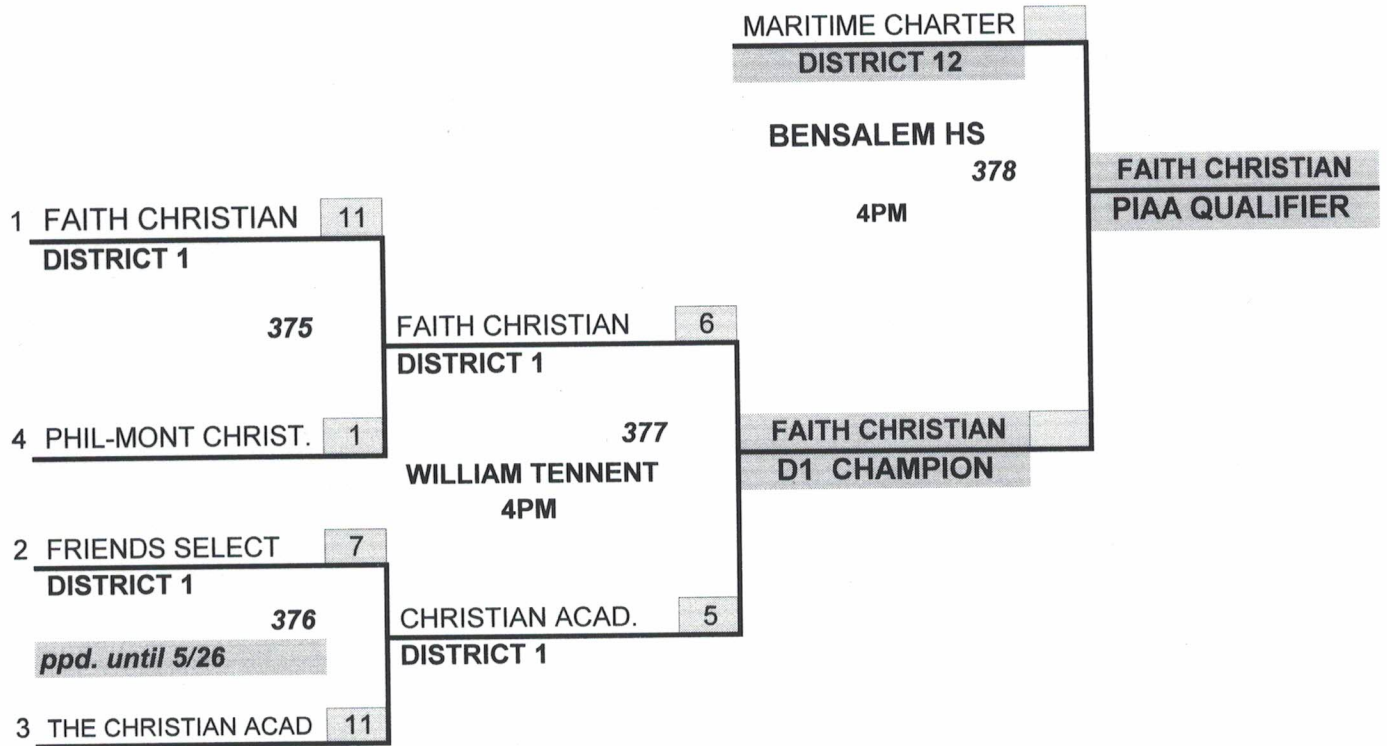 MARITIME CHARTER
DISTRICT 12
BENSALEM HS
378
4PM
FAITH CHRISTIAN
PIAA QUALIFIER
1 FAITH CHRISTIAN 11
DISTRICT 1
375
4 PHIL-MONT CHRIST. 1
FAITH CHRISTIAN 6
DISTRICT 1
377
WILLIAM TENNENT
4PM
FAITH CHRISTIAN
D1 CHAMPION
2 FRIENDS SELECT 7
DISTRICT 1
376
ppd. until 5/26
3 THE CHRISTIAN ACAD 11
CHRISTIAN ACAD. 5
DISTRICT 1